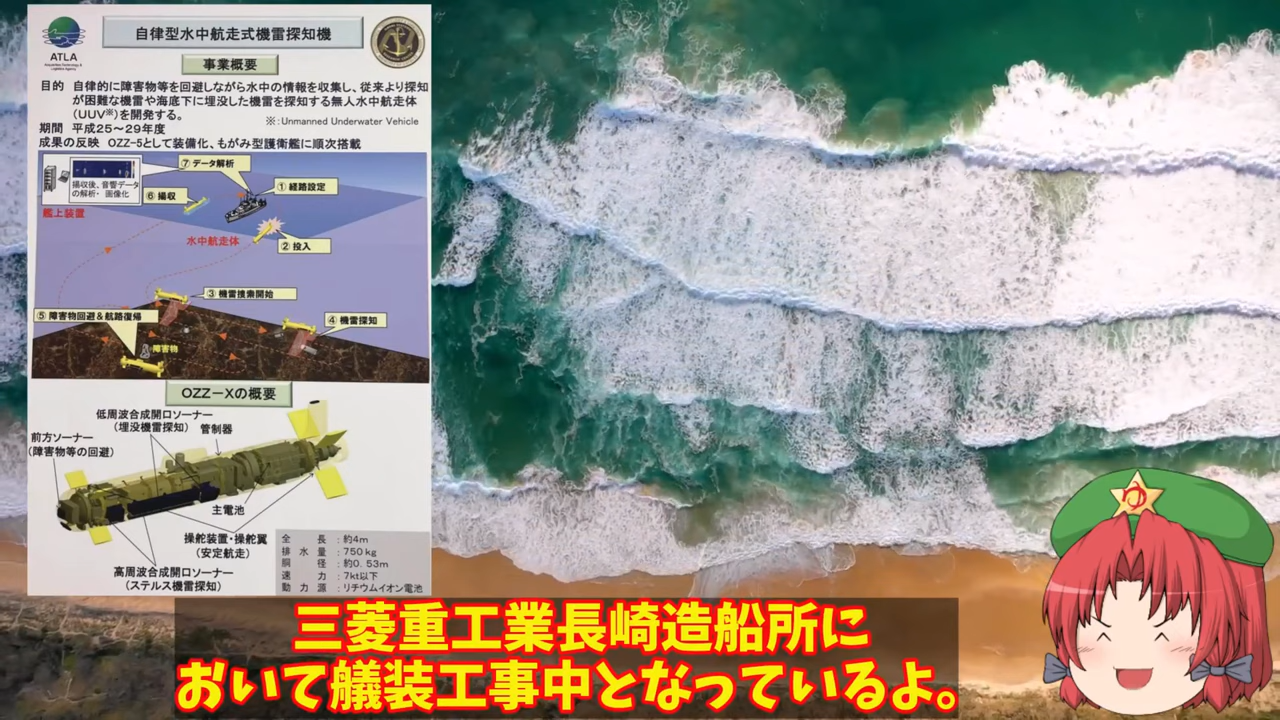 自律型水中航走式機雷探知機
ATLA
事業概要
目的 自律的に障害物等を回避しながら水中の情報を収集し、従来より探知
が困難な機雷や海底下に埋没した機雷を探知する無人水中航走体
(UUV※)を開発する。
※:Unmanned Underwater Vehicle
期間 平成25~29年度
成果の反映 OZZ-5として装備化、もがみ型護衛艦に順次搭載
⑦データ解析
揚収後、音響データ
の解析・画像化
①経路設定
⑥揚収
艦上装置
水中航走体
②投入
③機雷捜索開始
⑤障害物回避&航路復帰
④機雷探知
障害物
OZZ-Xの概要
低周波合成開口ソーナー
(埋没機雷探知)
管制器
前方ソーナー
(障害物等の回避)
主電池
操舵装置・操舵翼
(安定航走)
高周波合成開口ソーナー
(ステルス機雷探知)
全長 :約4m
排水量 :750kg
胴径 :約0.53m
速力 :7kt以下
動力源 :リチウムイオン電池
ゆ
三菱重工業長崎造船所に
おいて艤装工事中となっているよ。